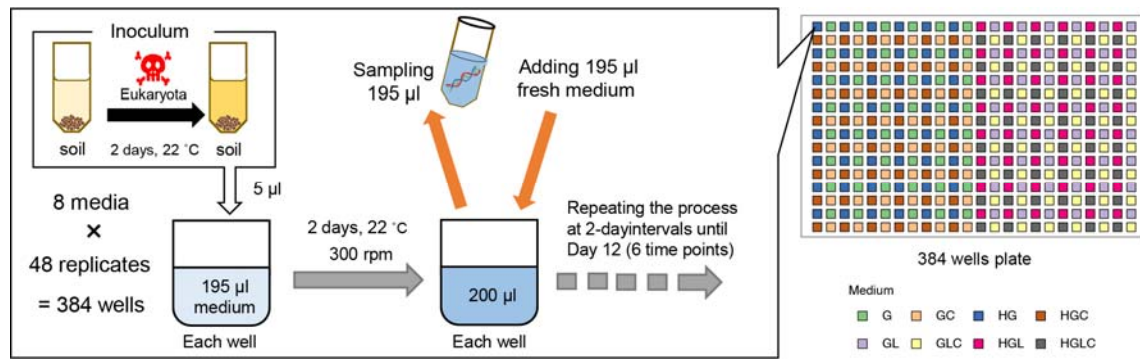 Inoculum
Eukaryota
soil
2 days, 22 ˚C
soil
5 µl
8 media
×
48 replicates
= 384 wells
195 µl
medium
Each well
2 days, 22 ˚C
300 rpm
Sampling
195 µl
Adding 195 µl
fresh medium
200 µl
Each well
Repeating the process
at 2-dayintervals until
Day 12 (6 time points)
384 wells plate
Medium
G GC HG HGC
GL GLC HGL HGLC